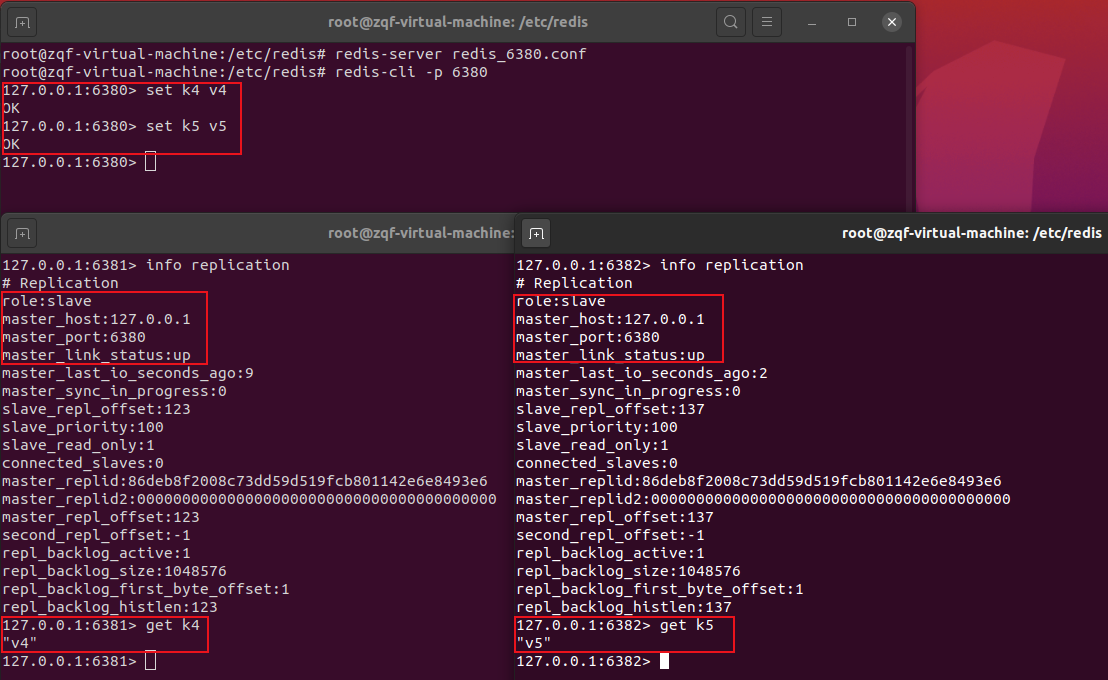 root@zqf-virtual-machine: /etc/redis
root@zqf-virtual-machine:/etc/redis# redis-server redis_6380.conf
root@zqf-virtual-machine:/etc/redis# redis-cli -p 6380
127.0.0.1:6380> set k4 v4
OK
127.0.0.1:6380> set k5 v5
OK
127.0.0.1:6380>
root@zqf-virtual-machine:
127.0.0.1:6381> info replication
# Replication
role:slave
master_host:127.0.0.1
master_port:6380
master_link_status:up
master_last_io_seconds_ago:9
master_sync_in_progress:0
slave_repl_offset:123
slave_priority:100
slave_read_only:1
connected_slaves:0
master_replid:86deb8f2008c73dd59d519fcb801142e6e8493e6
master_replid2:0000000000000000000000000000000000000000
master_repl_offset:123
second_repl_offset:-1
repl_backlog_active:1
repl_backlog_size:1048576
repl_backlog_first_byte_offset:1
repl_backlog_histlen:123
127.0.0.1:6381> get k4
"v4"
127.0.0.1:6381>
root@zqf-virtual-machine: /etc/redis
127.0.0.1:6382> info replication
# Replication
role:slave
master_host:127.0.0.1
master_port:6380
master_link_status:up
master_last_io_seconds_ago:2
master_sync_in_progress:0
slave_repl_offset:137
slave_priority:100
slave_read_only:1
connected_slaves:0
master_replid:86deb8f2008c73dd59d519fcb801142e6e8493e6
master_replid2:0000000000000000000000000000000000000000
master_repl_offset:137
second_repl_offset:-1
repl_backlog_active:1
repl_backlog_size:1048576
repl_backlog_first_byte_offset:1
repl_backlog_histlen:137
127.0.0.1:6382> get k5
"v5"
127.0.0.1:6382>